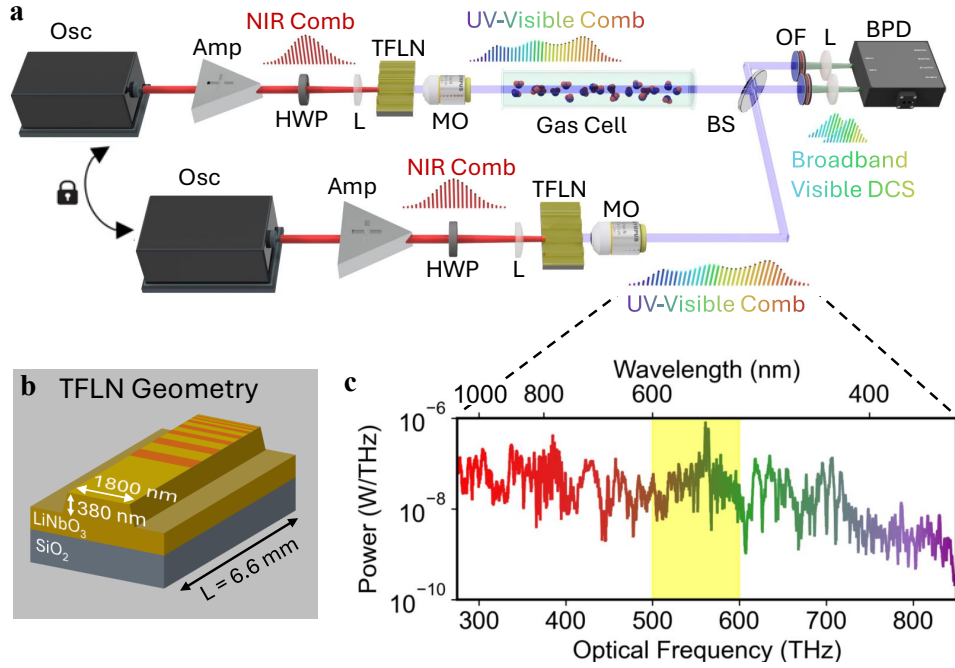 a
Osc
Amp
NIR Comb
TFLN
UV-Visible Comb
OF
L
BPD
HWP
L
MO
Gas Cell
BS
Broadband
Visible DCS
Osc
Amp
NIR Comb
TFLN
MO
HWP
L
UV-Visible Comb
b
TFLN Geometry
1800 nm
380 nm
LiNbO₃
SiO₂
L = 6.6 mm
c
Wavelength (nm)
1000 800 600 400
10⁻⁶
10⁻⁸
10⁻¹⁰
Power (W/THz)
300 400 500 600 700 800
Optical Frequency (THz)